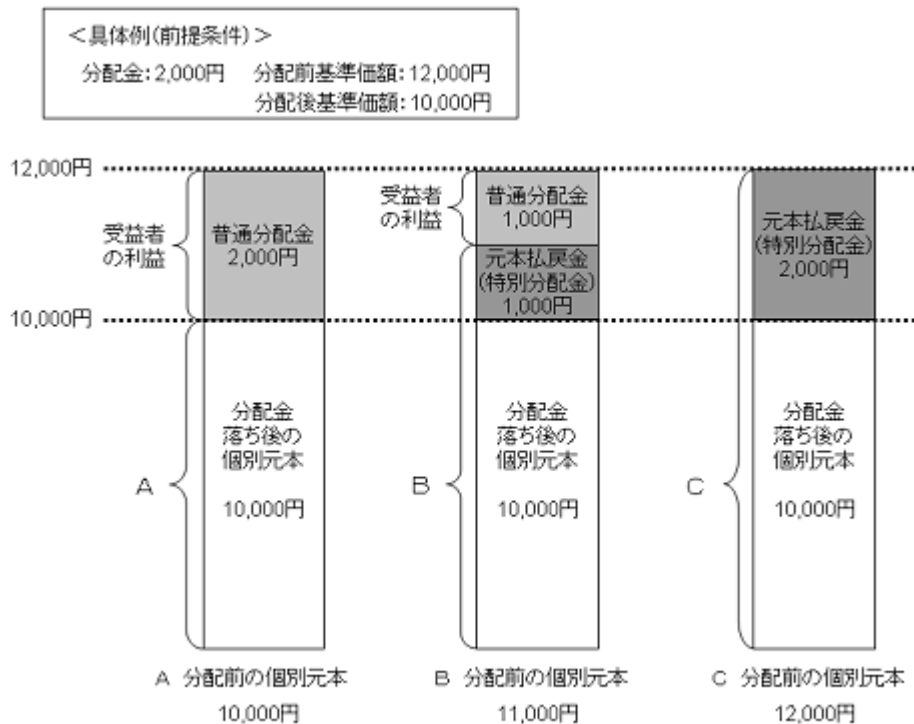 ＜具体例(前提条件)＞
分配金:2,000円　分配前基準価額:12,000円
分配後基準価額:10,000円
12,000円
受益者
の利益
普通分配金
2,000円
受益者
の利益
普通分配金
1,000円
元本払戻金
(特別分配金)
1,000円
元本払戻金
(特別分配金)
2,000円
10,000円
A
分配金
落ち後の
個別元本
10,000円
B
分配金
落ち後の
個別元本
10,000円
C
分配金
落ち後の
個別元本
10,000円
A 分配前の個別元本
10,000円
B 分配前の個別元本
11,000円
C 分配前の個別元本
12,000円